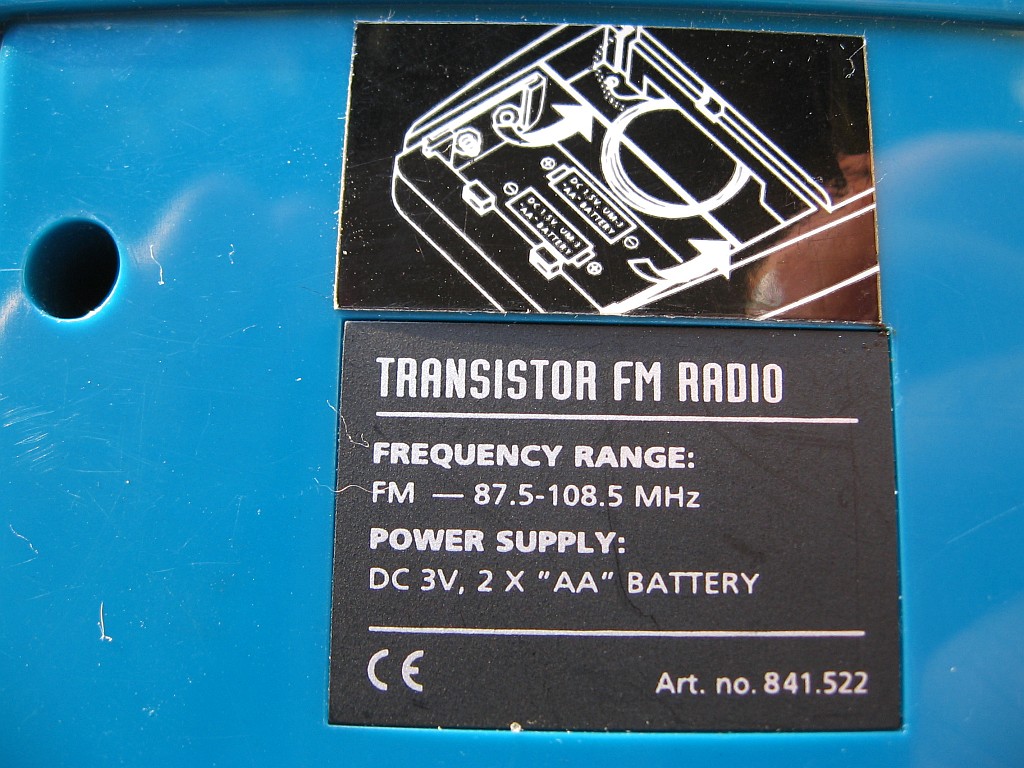 DC 1.5V, UM-3
"AA" BATTERY
DC 1.5V, UM-3
"AA" BATTERY
TRANSISTOR FM RADIO
FREQUENCY RANGE:
FM — 87.5-108.5 MHz
POWER SUPPLY:
DC 3V, 2 X "AA" BATTERY
CE
Art. no. 841.522